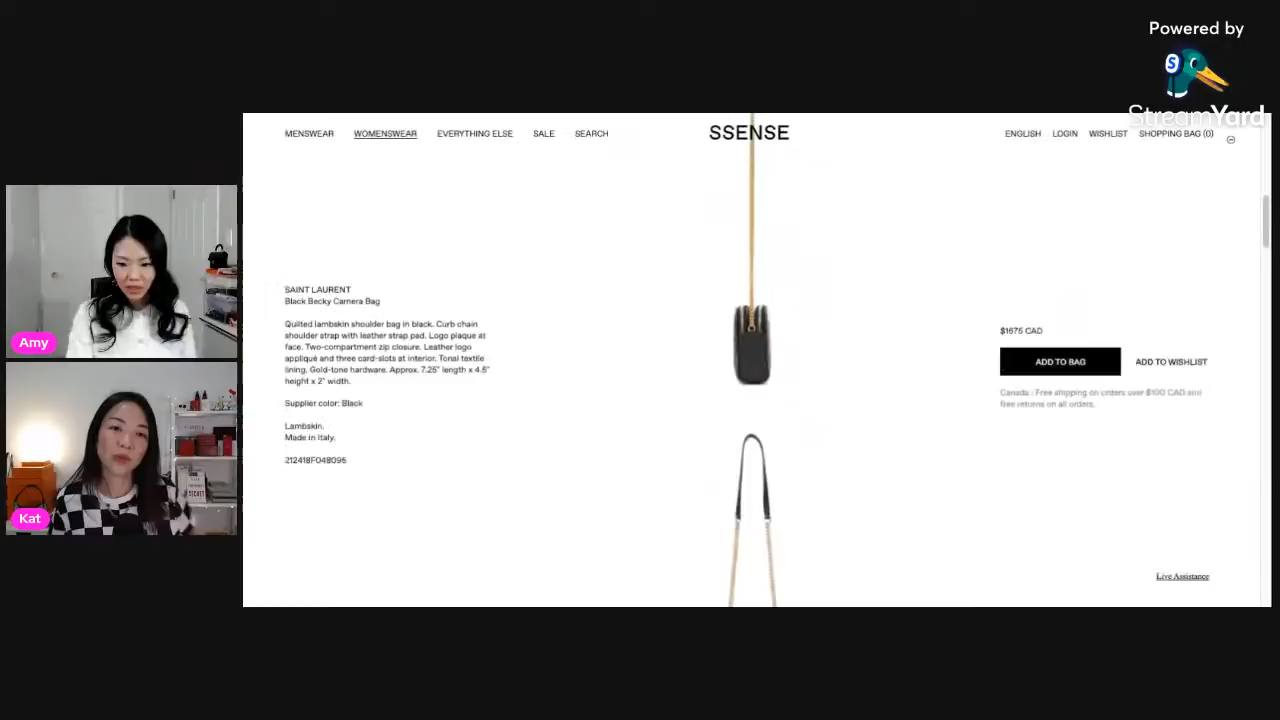 Powered by
S
StreamYard
MENSWEAR WOMENSWEAR EVERYTHING ELSE SALE SEARCH SSENSE ENGLISH LOGIN WISHLIST SHOPPING BAG (0)
SAINT LAURENT
Black Becky Camera Bag
Quilted lambskin shoulder bag in black. Curb chain
shoulder strap with leather strap pad. Logo plaque at
face. Two-compartment zip closure. Leather logo
appliqué and three card-slots at interior. Tonal textile
lining. Gold-tone hardware. Approx. 7.25" length x 4.5"
height x 2" width.
Supplier color: Black
Lambskin.
Made in Italy.
212418F048095
$1675 CAD
ADD TO BAG ADD TO WISHLIST
Canada : Free shipping on orders over $100 CAD and
free returns on all orders.
Live Assistance
Amy
Kat
SECRET